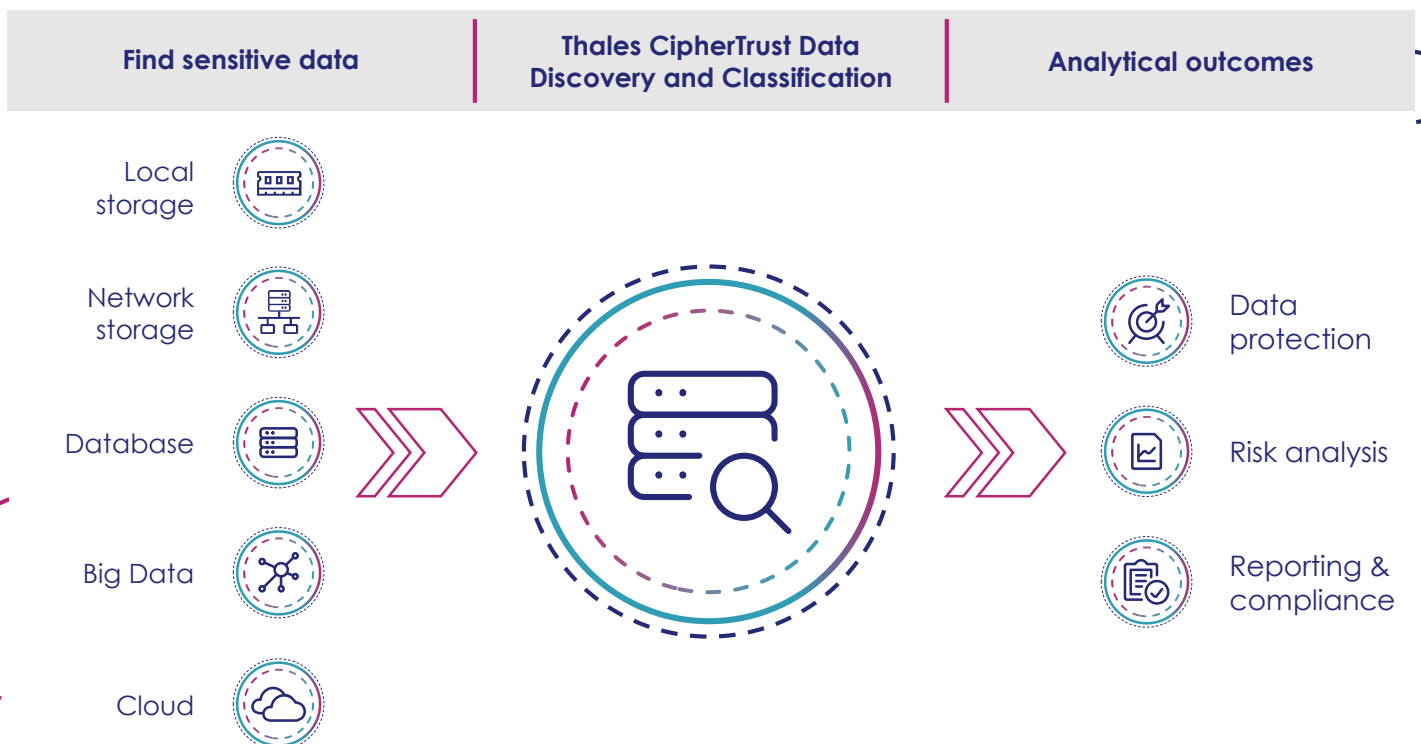 Find sensitive data
Thales CipherTrust Data
Discovery and Classification
Analytical outcomes
Local
storage
Network
storage
Database
Big Data
Cloud
Data
protection
Risk analysis
Reporting &
compliance